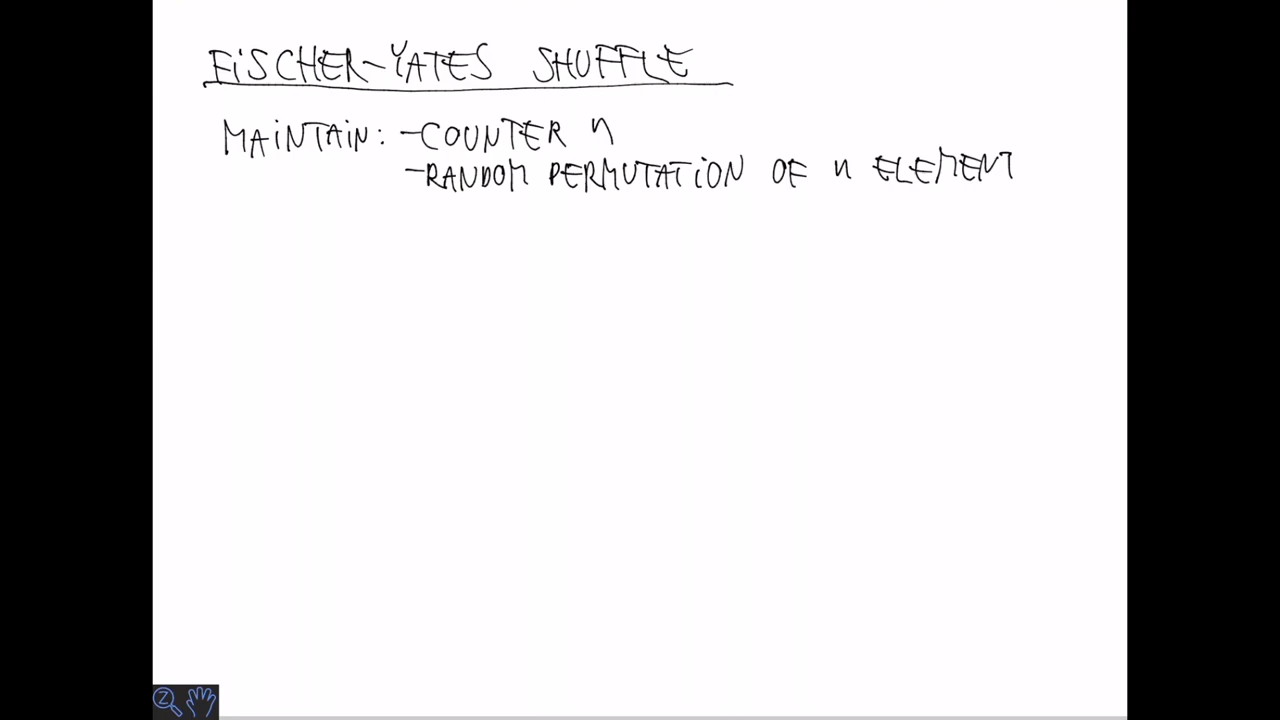 FiSCHER-YATES SHUFFLE
MAiNTAiN: -COUNTER n
-RANDOM PERMUTATiON OF n ELEMENT
Z